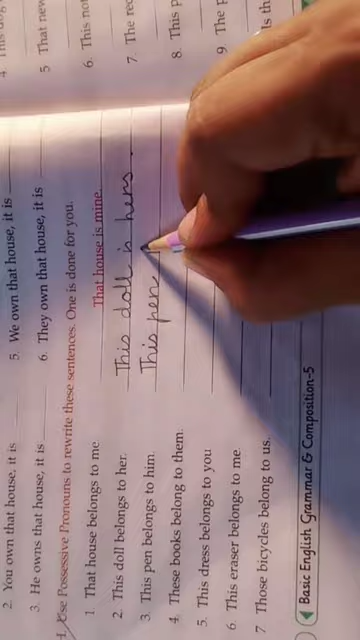 2. You own that house, it is
3. He owns that house, it is
5. We own that house, it is
6. They own that house, it is
Use Possessive Pronouns to rewrite these sentences. One is done for you.
1 That house belongs to me That house is mine.
2. This doll belongs to her. This doll is hers.
3. This pen belongs to him. This pen
4. These books belong to them.
5. This dress belongs to you
6 This eraser belongs to me.
7 Those bicycles belong to us.
Basic English Grammar & Composition-5
4
5 That new
6. This
7. The
8. This
9. The